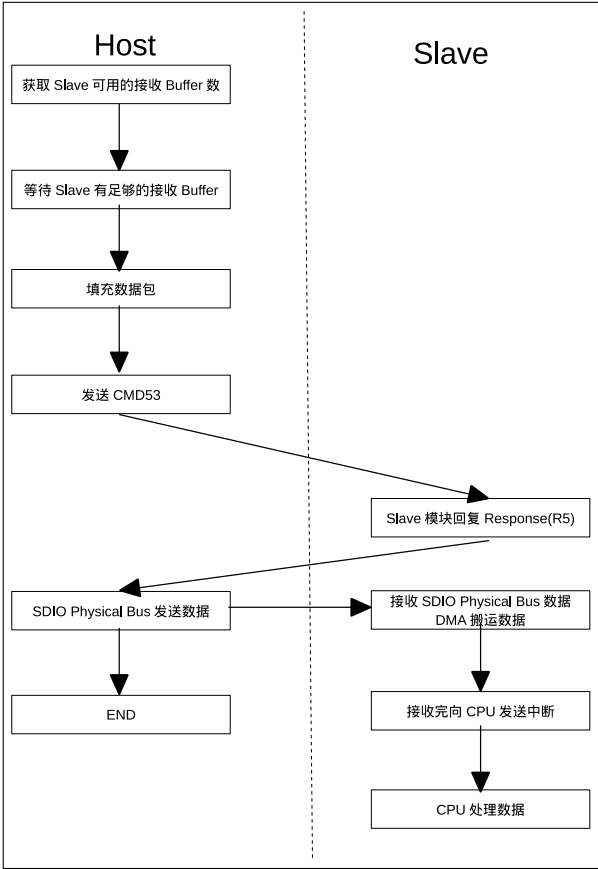 Host
Slave
获取 Slave 可用的接收 Buffer 数
等待 Slave 有足够的接收 Buffer
填充数据包
发送 CMD53
Slave 模块回复 Response(R5)
SDIO Physical Bus 发送数据
接收 SDIO Physical Bus 数据
DMA 搬运数据
END
接收完向 CPU 发送中断
CPU 处理数据